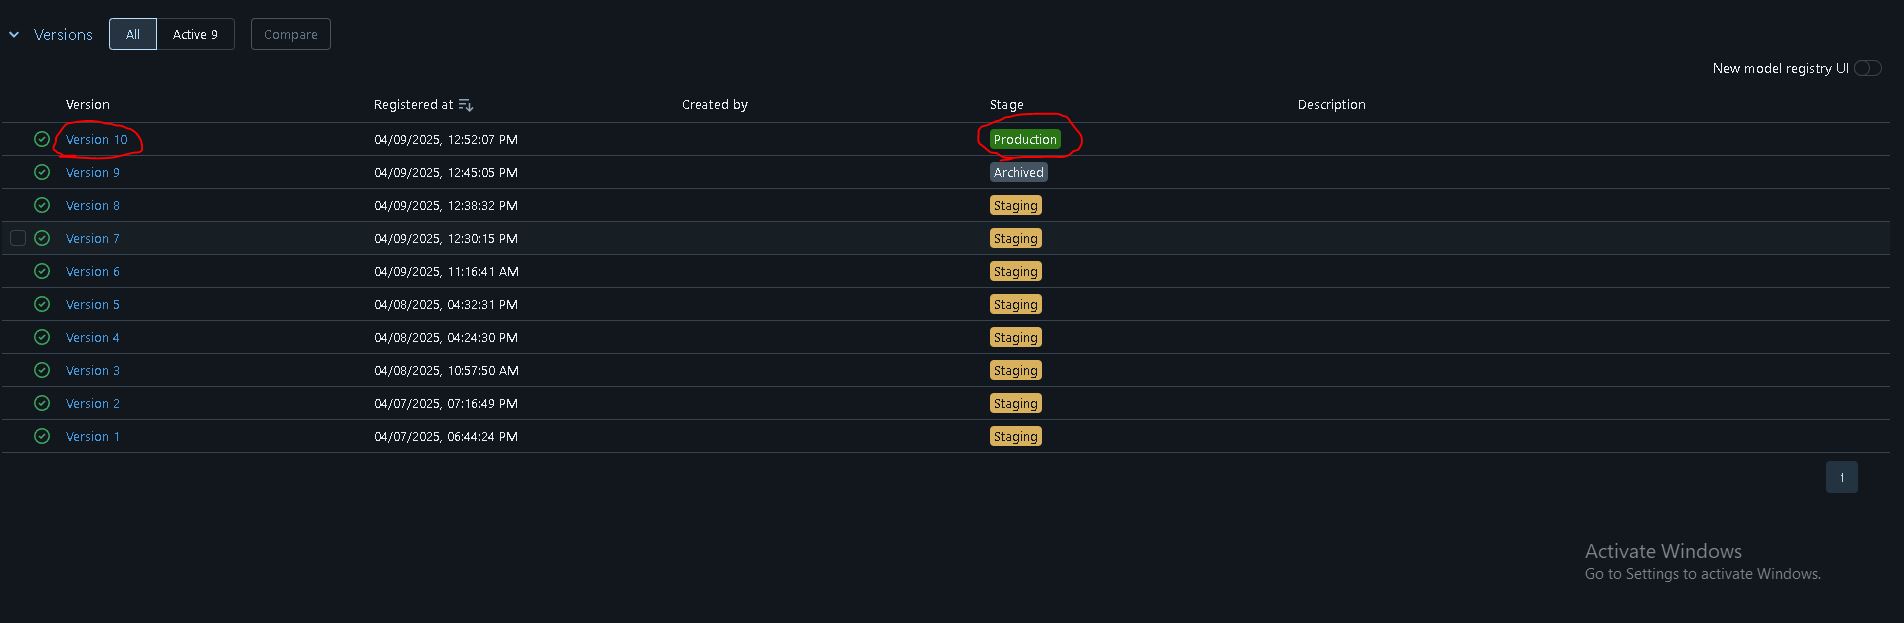 Versions All Active 9 Compare
New model registry UI
Version Registered at Created by Stage Description
Version 10 04/09/2025, 12:52:07 PM Production
Version 9 04/09/2025, 12:45:05 PM Archived
Version 8 04/09/2025, 12:38:32 PM Staging
Version 7 04/09/2025, 12:30:15 PM Staging
Version 6 04/09/2025, 11:16:41 AM Staging
Version 5 04/08/2025, 04:32:31 PM Staging
Version 4 04/08/2025, 04:24:30 PM Staging
Version 3 04/08/2025, 10:57:50 AM Staging
Version 2 04/07/2025, 07:16:49 PM Staging
Version 1 04/07/2025, 06:44:24 PM Staging
1
Activate Windows
Go to Settings to activate Windows.